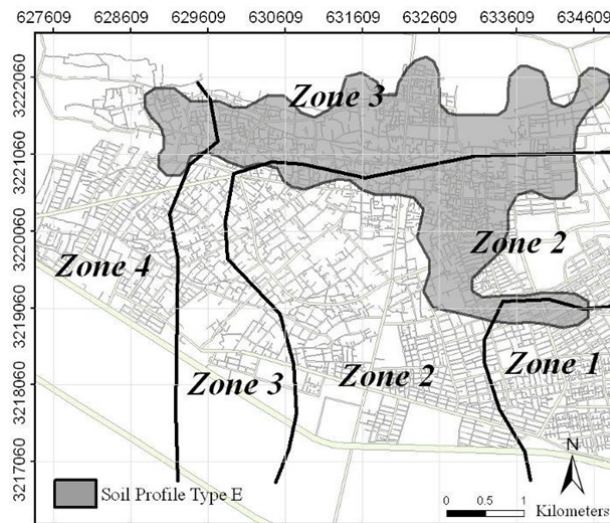 627609 628609 629609 630609 631609 632609 633609 634609
3222060
3221060
3220060
3219060
3218060
3217060
Zone 3
Zone 2
Zone 4
Zone 3
Zone 2
Zone 1
N
Soil Profile Type E
0 0.5 1
Kilometers